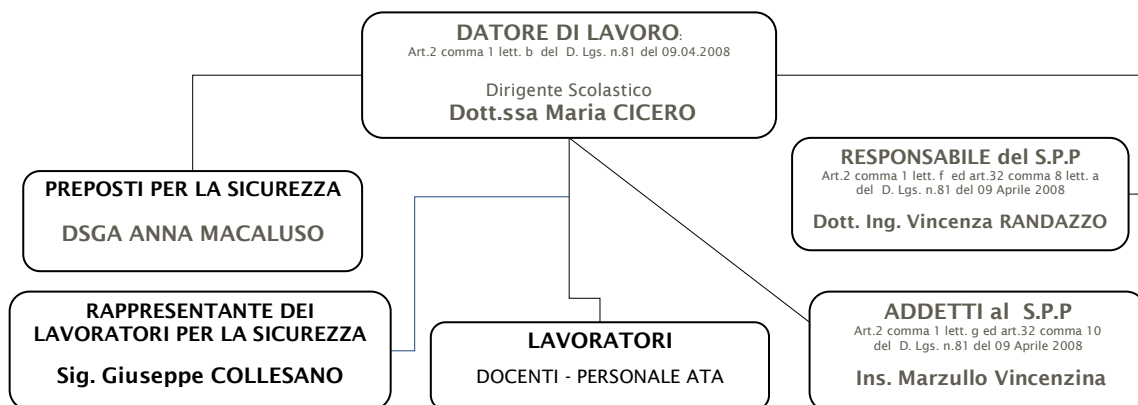 DATORE DI LAVORO:
Art.2 comma 1 lett. b del D. Lgs. n.81 del 09.04.2008
Dirigente Scolastico
Dott.ssa Maria CICERO
PREPOSTI PER LA SICUREZZA
DSGA ANNA MACALUSO
RESPONSABILE del S.P.P
Art.2 comma 1 lett. f ed art.32 comma 8 lett. a
del D. Lgs. n.81 del 09 Aprile 2008
Dott. Ing. Vincenza RANDAZZO
RAPPRESENTANTE DEI
LAVORATORI PER LA SICUREZZA
Sig. Giuseppe COLLESANO
LAVORATORI
DOCENTI - PERSONALE ATA
ADDETTI al S.P.P
Art.2 comma 1 lett. g ed art.32 comma 10
del D. Lgs. n.81 del 09 Aprile 2008
Ins. Marzullo Vincenzina